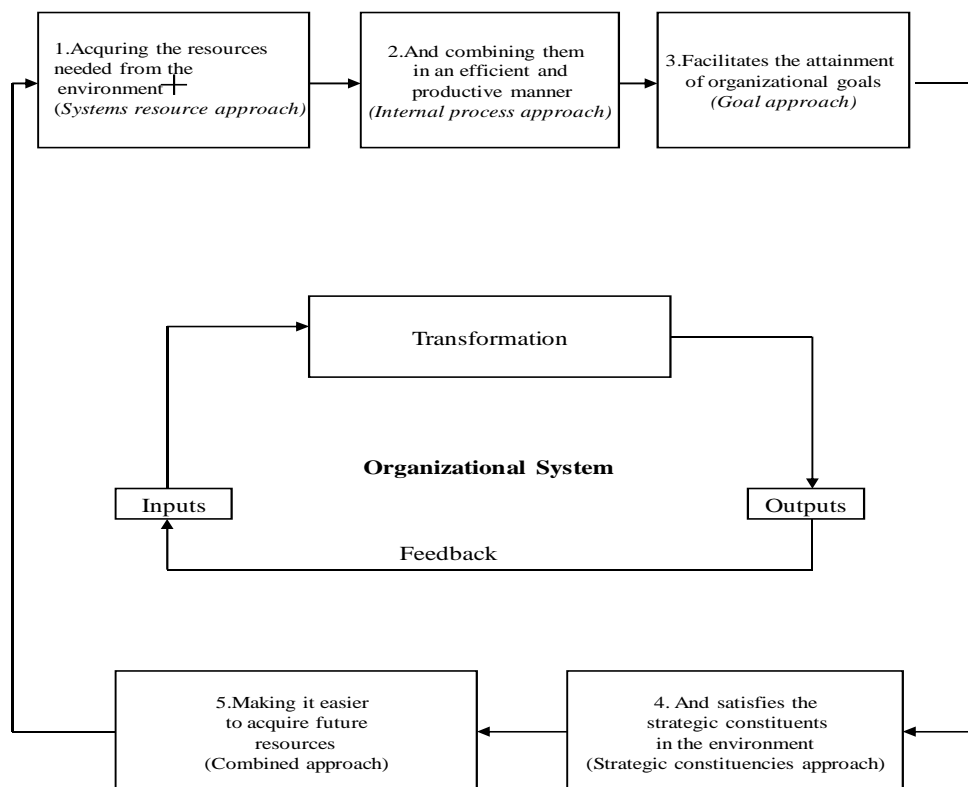 1.Acquring the resources
needed from the
environment
(Systems resource approach)
2.And combining them
in an efficient and
productive manner
(Internal process approach)
3.Facilitates the attainment
of organizational goals
(Goal approach)
Transformation
Organizational System
Inputs
Outputs
Feedback
5.Making it easier
to acquire future
resources
(Combined approach)
4. And satisfies the
strategic constituents
in the environment
(Strategic constituencies approach)